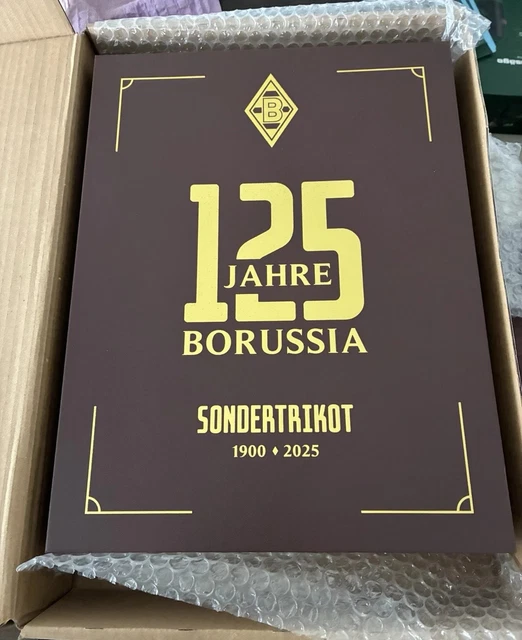 B
125
JAHRE
BORUSSIA
SONDERTRIKOT
1900 ♦ 2025